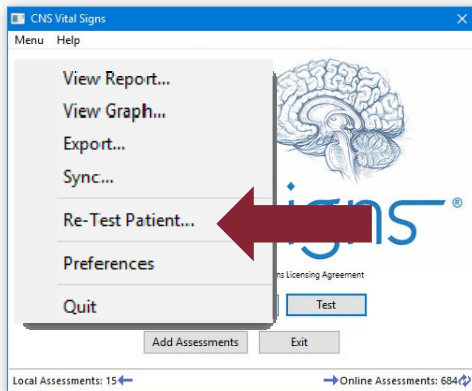 CNS Vital Signs
Menu Help
View Report...
View Graph...
Export...
Sync...
Re-Test Patient...
Preferences
Quit
igns®
ns Licensing Agreement
Test
Add Assessments Exit
Local Assessments: 15 Online Assessments: 684